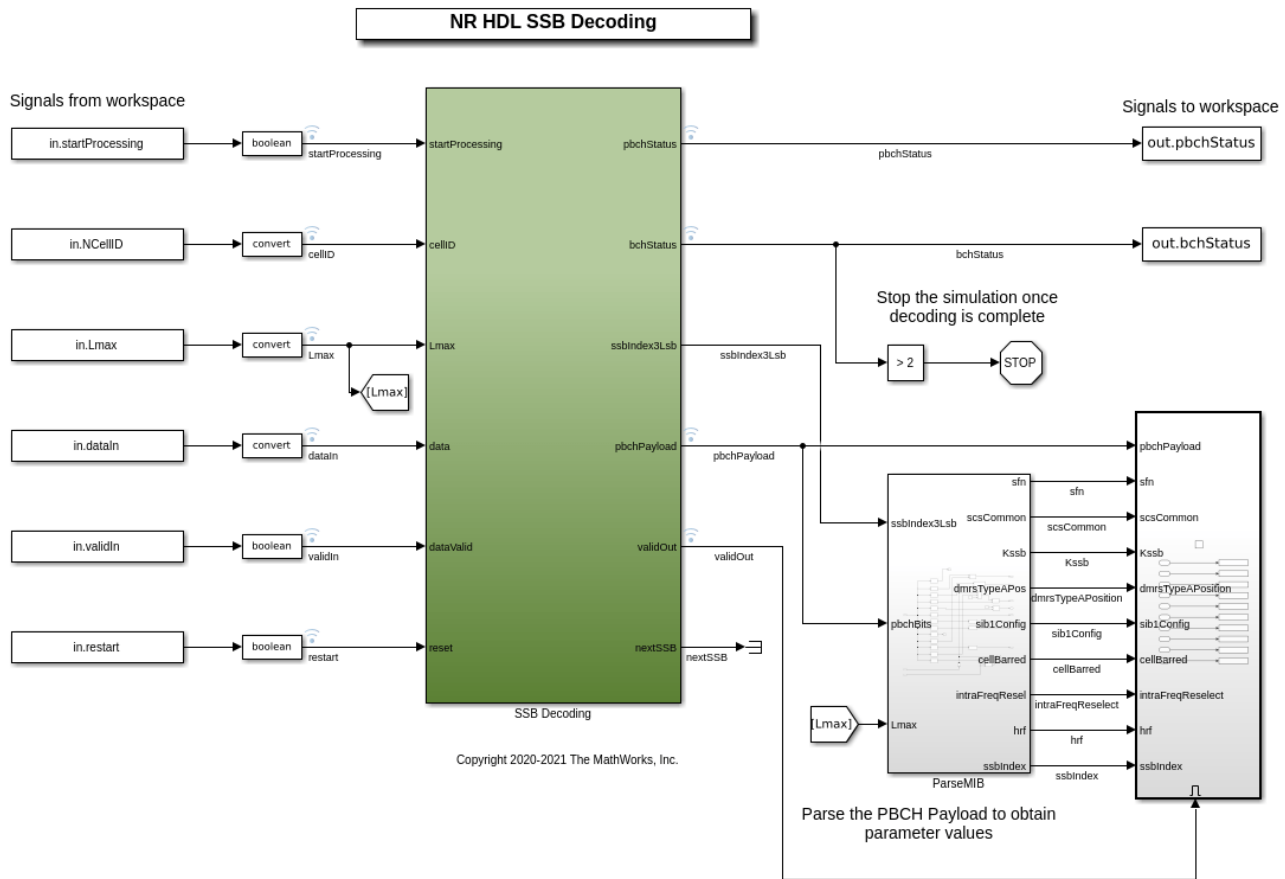 NR HDL SSB Decoding
Signals from workspace
Signals to workspace
in.startProcessing
boolean
startProcessing
startProcessing
pbchStatus
pbchStatus
out.pbchStatus
in.NCellID
convert
cellID
cellID
bchStatus
bchStatus
out.bchStatus
Stop the simulation once
decoding is complete
in.Lmax
convert
Lmax
[Lmax]
Lmax
ssbIndex3Lsb
ssbIndex3Lsb
> 2
STOP
in.dataIn
convert
dataIn
data
pbchPayload
pbchPayload
in.validIn
boolean
validIn
dataValid
validOut
validOut
in.restart
boolean
restart
reset
nextSSB
nextSSB
SSB Decoding
ssbIndex3Lsb
pbchBits
[Lmax]
Lmax
sfn
scsCommon
Kssb
dmrsTypeAPos
sib1Config
cellBarred
intraFreqResel
hrf
ssbIndex
ParseMIB
sfn
scsCommon
Kssb
dmrsTypeAPosition
sib1Config
cellBarred
intraFreqReselect
hrf
ssbIndex
pbchPayload
sfn
scsCommon
Kssb
dmrsTypeAPosition
sib1Config
cellBarred
intraFreqReselect
hrf
ssbIndex
Copyright 2020-2021 The MathWorks, Inc.
Parse the PBCH Payload to obtain
parameter values